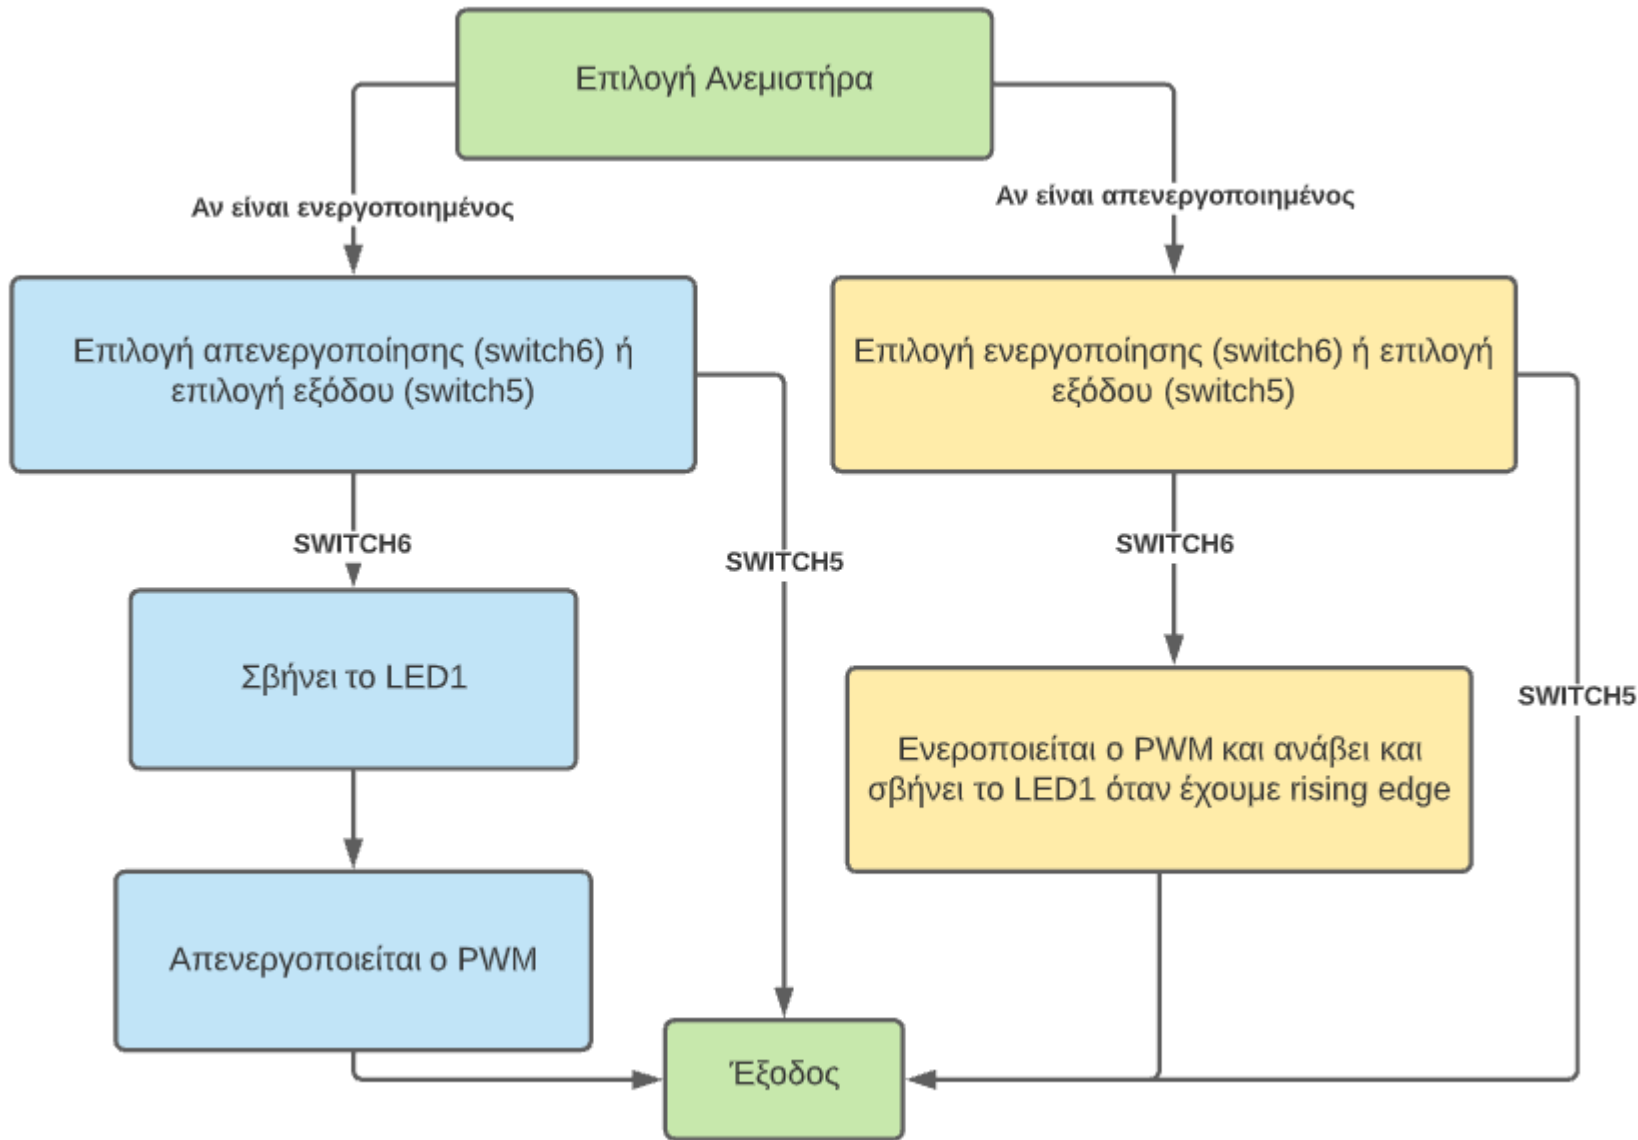 Επιλογή Ανεμιστήρα
Αν είναι ενεργοποιημένος
Αν είναι απενεργοποιημένος
Επιλογή απενεργοποίησης (switch6) ή
επιλογή εξόδου (switch5)
Επιλογή ενεργοποίησης (switch6) ή επιλογή
εξόδου (switch5)
SWITCH6
SWITCH5
SWITCH6
SWITCH5
Σβήνει το LED1
Ενεροποιείται ο PWM και ανάβει και
σβήνει το LED1 όταν έχουμε rising edge
Απενεργοποιείται ο PWM
Έξοδος